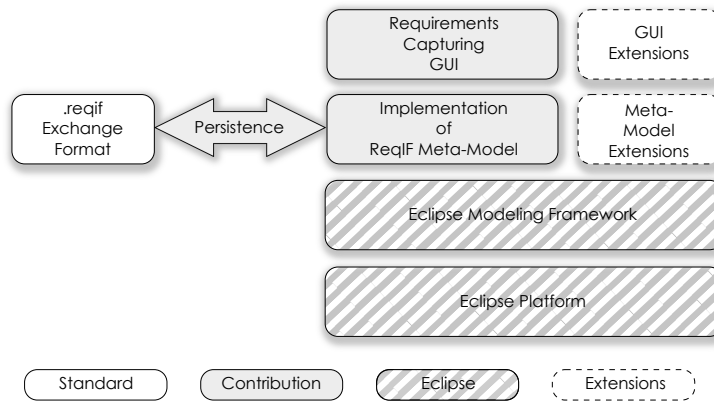 Requirements
Capturing
GUI
GUI
Extensions
.reqif
Exchange
Format
Persistence
Implementation
of
ReqIF Meta-Model
Meta-
Model
Extensions
Eclipse Modeling Framework
Eclipse Platform
Standard
Contribution
Eclipse
Extensions